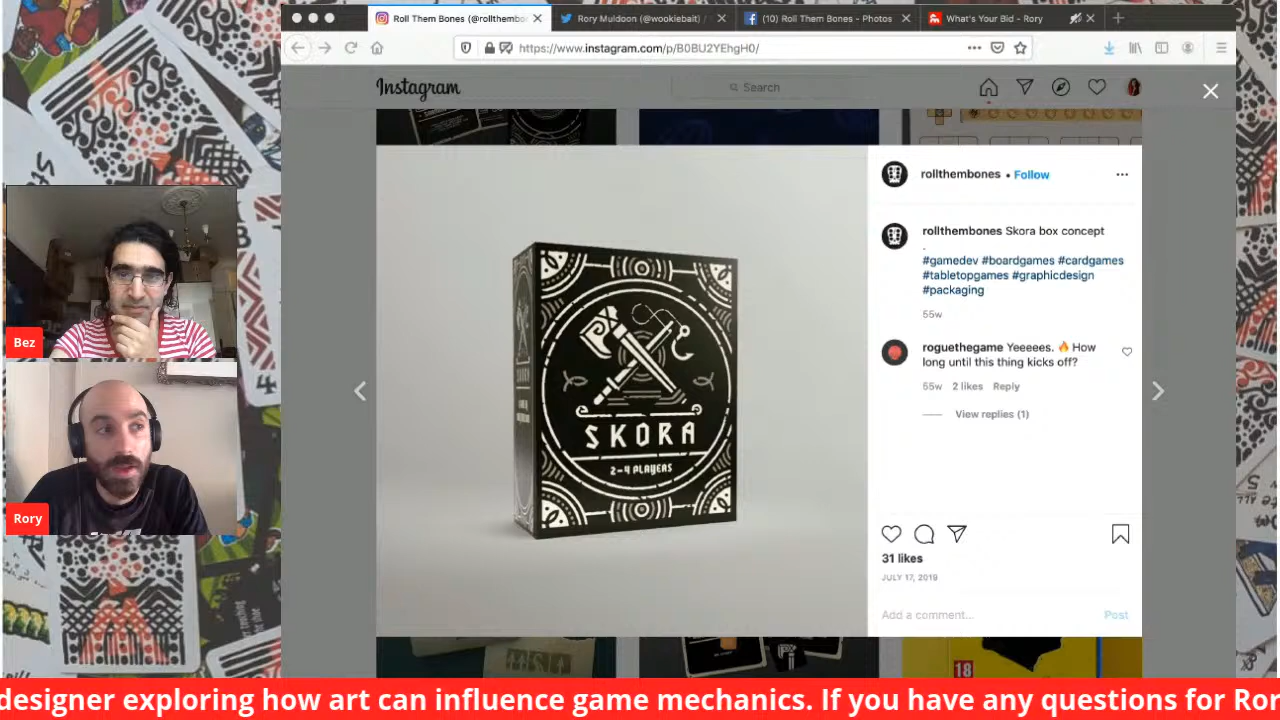 Roll Them Bones (@rollthembo
Rory Muldoon (@wookiebait) /
(10) Roll Them Bones - Photos
What's Your Bid - Rory
https://www.instagram.com/p/B0BU2YEhgH0/
Instagram
Search
rollthembones • Follow
rollthembones Skora box concept
.
#gamedev #boardgames #cardgames
#tabletopgames #graphicdesign
#packaging
55w
roguethegame Yeeeees. 🔥 How
long until this thing kicks off?
55w 2 likes Reply
View replies (1)
SKORA
2-4 PLAYERS
31 likes
JULY 17, 2019
Add a comment... Post
Bez
Rory
18
4
designer exploring how art can influence game mechanics. If you have any questions for Ror